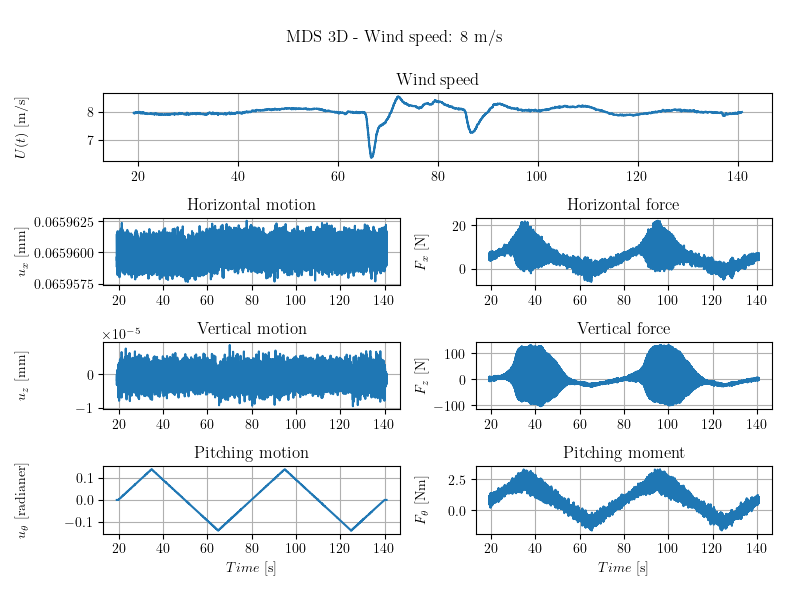 MDS 3D - Wind speed: 8 m/s
Wind speed
U(t) [m/s]
8
7
20 40 60 80 100 120 140
Horizontal motion
u_x [mm]
0.0659625
0.0659600
0.0659575
20 40 60 80 100 120 140
Horizontal force
F_x [N]
20
0
20 40 60 80 100 120 140
Vertical motion
×10⁻⁵
u_z [mm]
0
−1
20 40 60 80 100 120 140
Vertical force
F_z [N]
100
0
−100
20 40 60 80 100 120 140
Pitching motion
u_θ [radianer]
0.1
0.0
−0.1
20 40 60 80 100 120 140
Time [s]
Pitching moment
F_θ [Nm]
2.5
0.0
20 40 60 80 100 120 140
Time [s]